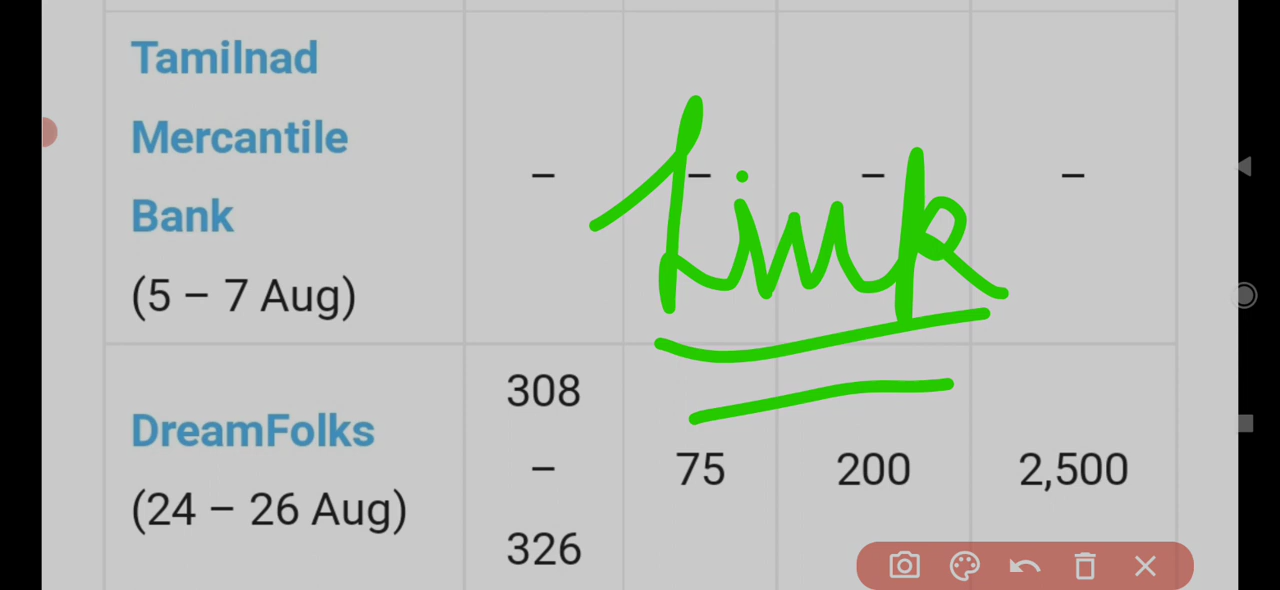 Tamilnad
Mercantile
Bank
(5 – 7 Aug)
– – – –
Link
DreamFolks
(24 – 26 Aug)
308
–
326
75 200 2,500